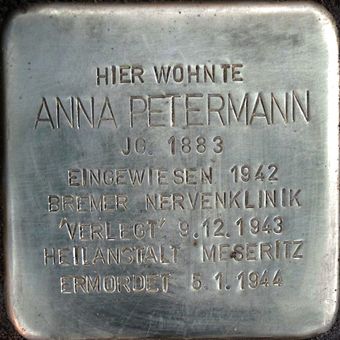 HIER WOHNTE
ANNA PETERMANN
JG. 1883
EINGEWIESEN 1942
BREMER NERVENKLINIK
'VERLEGT' 9.12.1943
HEILANSTALT MESERITZ
ERMORDET 5.1.1944